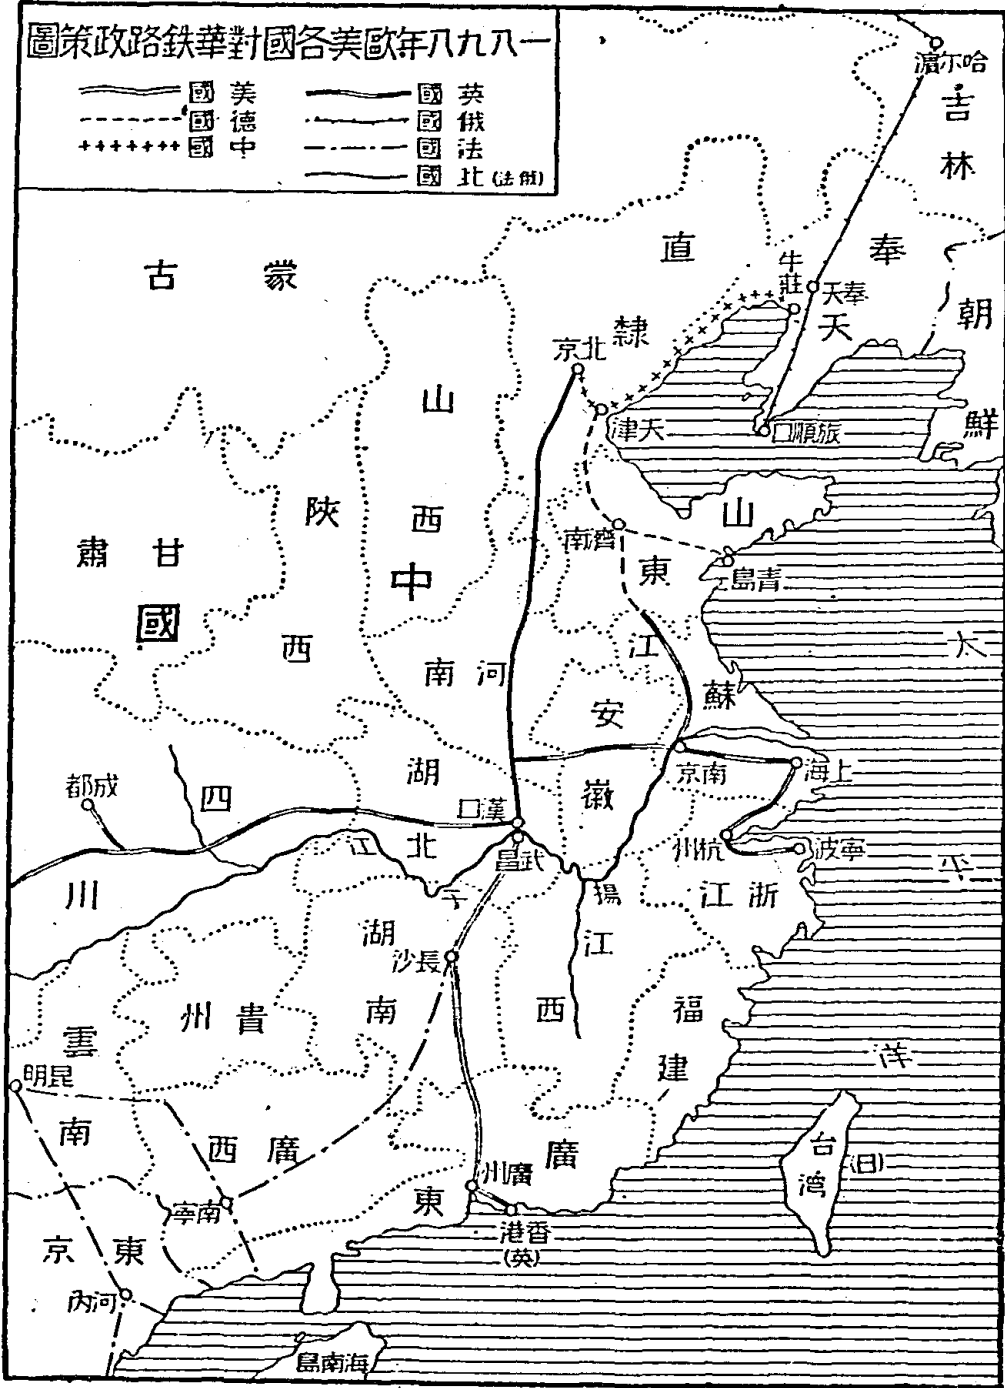 一八九八年歐美各國對華鉄路政策圖
英國
俄國
法國
(俄法)比國
美國
德國
中國
哈尔濱
吉林
奉天
牛莊
奉天
朝鮮
旅順口
直隸
北京
天津
蒙古
山西
陝西
甘肅
中國
山東
濟南
青島
河南
江蘇
安徽
南京
上海
杭州
寧波
浙江
湖北
漢口
武昌
四川
成都
揚子江
湖南
長沙
江西
福建
貴州
雲南
昆明
廣西
南寧
廣東
廣州
香港
(英)
台湾
(日)
東京
河內
海南島
太平洋